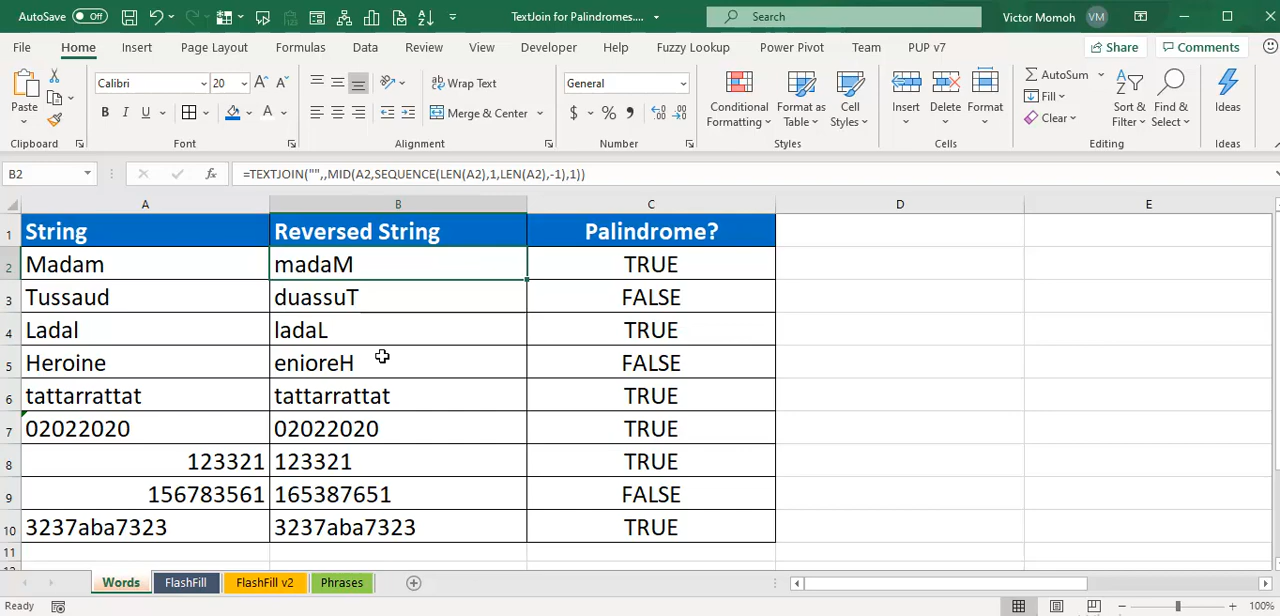 AutoSave Off TextJoin for Palindromes.... Search Victor Momoh VM
File Home Insert Page Layout Formulas Data Review View Developer Help Fuzzy Lookup Power Pivot Team PUP v7 Share Comments
Paste Calibri 20 A A Wrap Text General Conditional Formatting Format as Table Cell Styles Insert Delete Format AutoSum Fill Clear Sort & Filter Find & Select Ideas
B I U A Merge & Center $ % 9
Clipboard Font Alignment Number Styles Cells Editing Ideas
B2 fx =TEXTJOIN("",,MID(A2,SEQUENCE(LEN(A2),1,LEN(A2),-1),1))
A B C D E
1 String Reversed String Palindrome?
2 Madam madaM TRUE
3 Tussaud duassuT FALSE
4 Ladal ladaL TRUE
5 Heroine enioreH FALSE
6 tattarrattat tattarrattat TRUE
7 02022020 02022020 TRUE
8 123321 123321 TRUE
9 156783561 165387651 FALSE
10 3237aba7323 3237aba7323 TRUE
11
Words FlashFill FlashFill v2 Phrases
Ready 100%